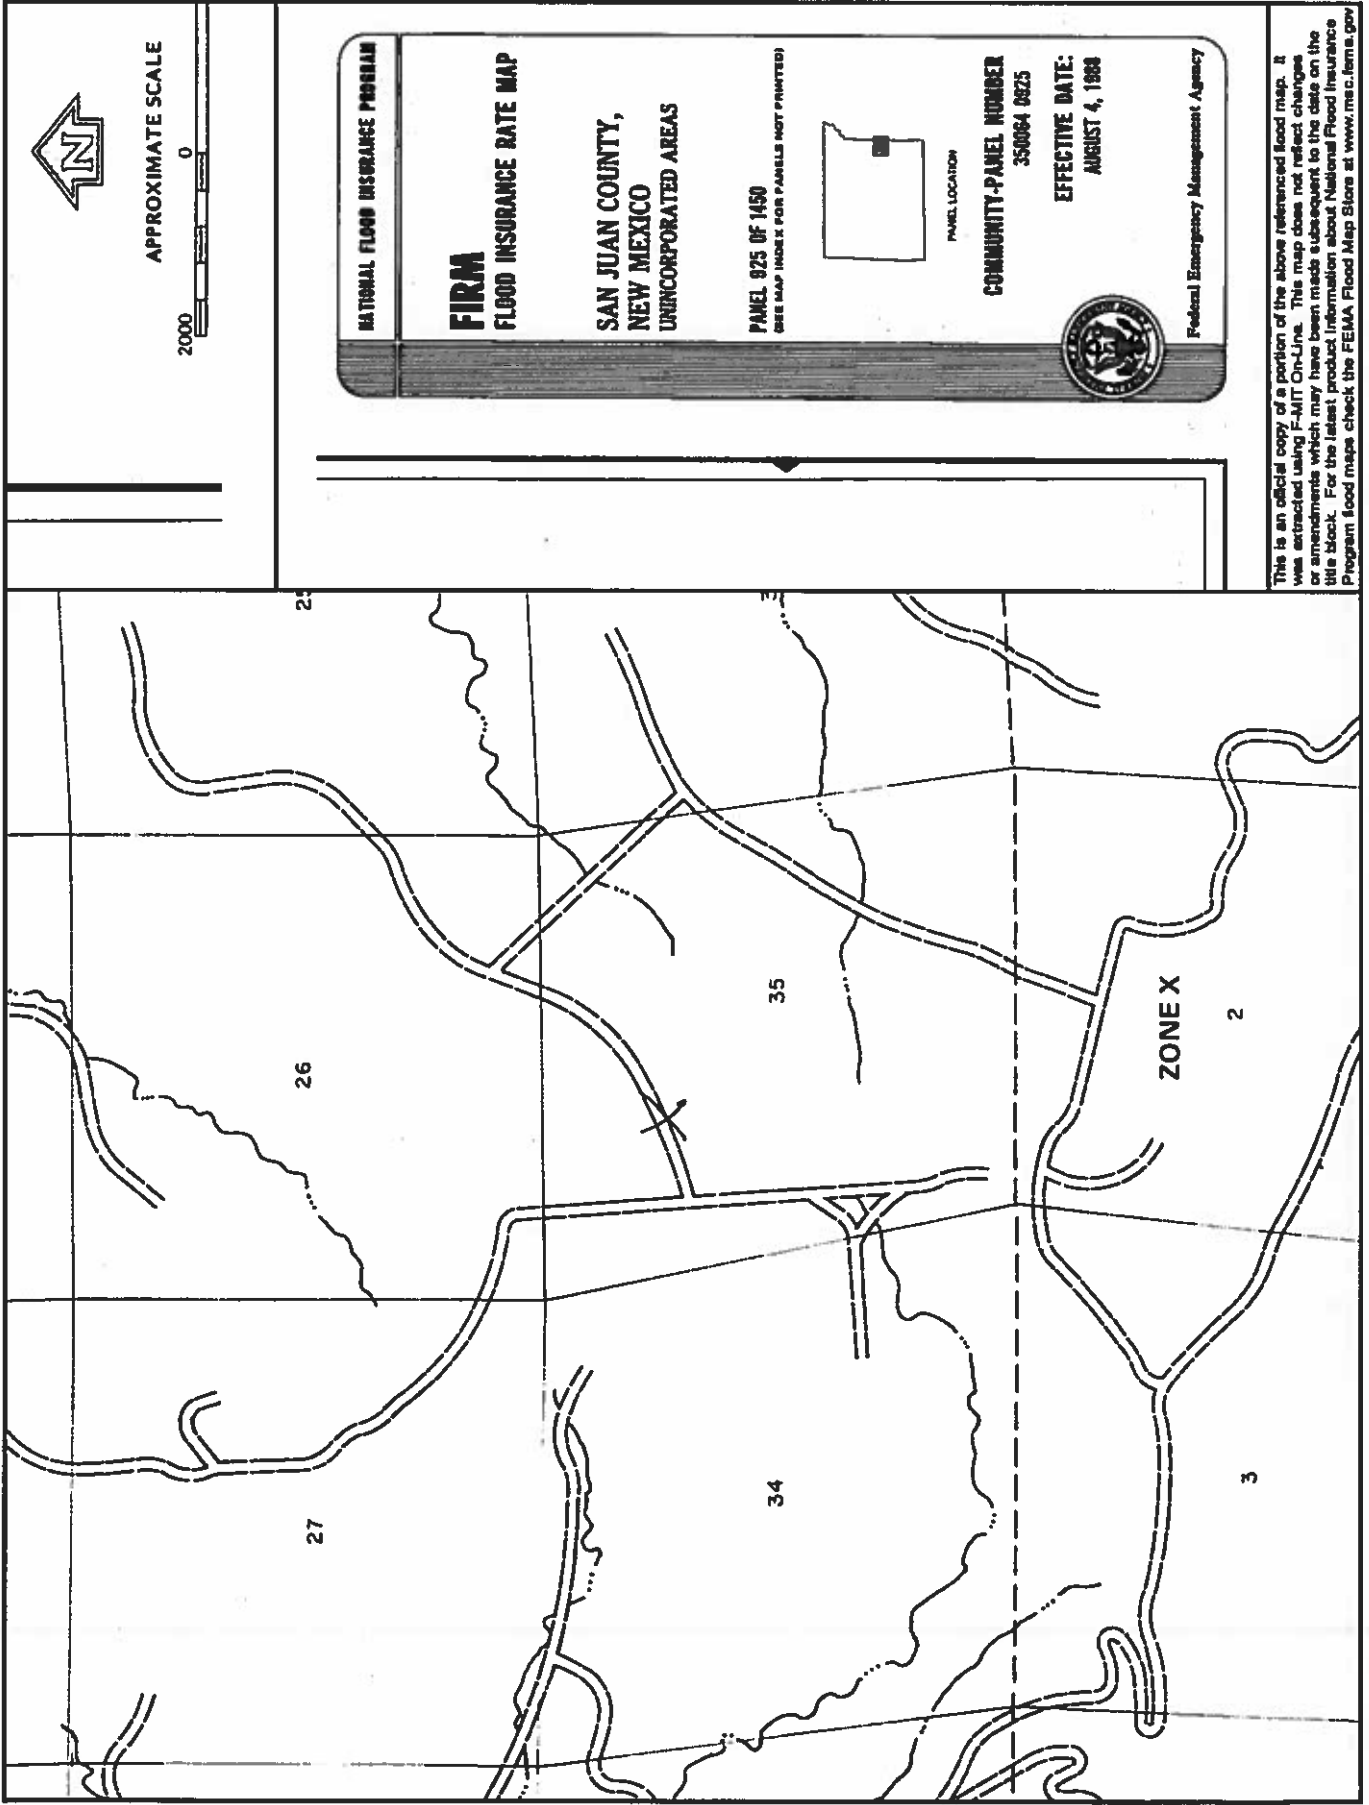 APPROXIMATE SCALE
2000 0
N
NATIONAL FLOOD INSURANCE PROGRAM
FIRM
FLOOD INSURANCE RATE MAP
SAN JUAN COUNTY,
NEW MEXICO
UNINCORPORATED AREAS
PANEL 925 OF 1450
(SEE MAP INDEX FOR PANELS NOT PRINTED)
PANEL LOCATION
COMMUNITY-PANEL NUMBER
350064 0925
EFFECTIVE DATE:
AUGUST 4, 1988
Federal Emergency Management Agency
This is an official copy of a portion of the above referenced flood map. It
was extracted using F-MIT On-Line. This map does not reflect changes
or amendments which may have been made subsequent to the date on the
title block. For the latest product information about National Flood Insurance
Program flood maps check the FEMA Flood Map Store at www.msc.fema.gov
27
26
25
34
35
3
ZONE X
2